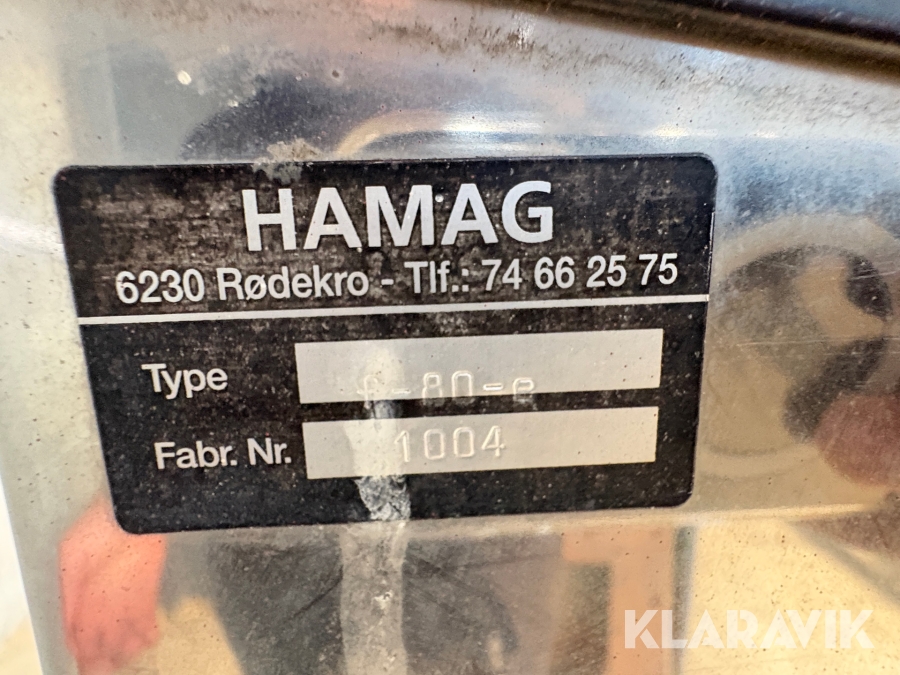 HAMAG
6230 Rødekro - Tlf.: 74 66 25 75
Type
Fabr. Nr. 1004
KLARAVIK